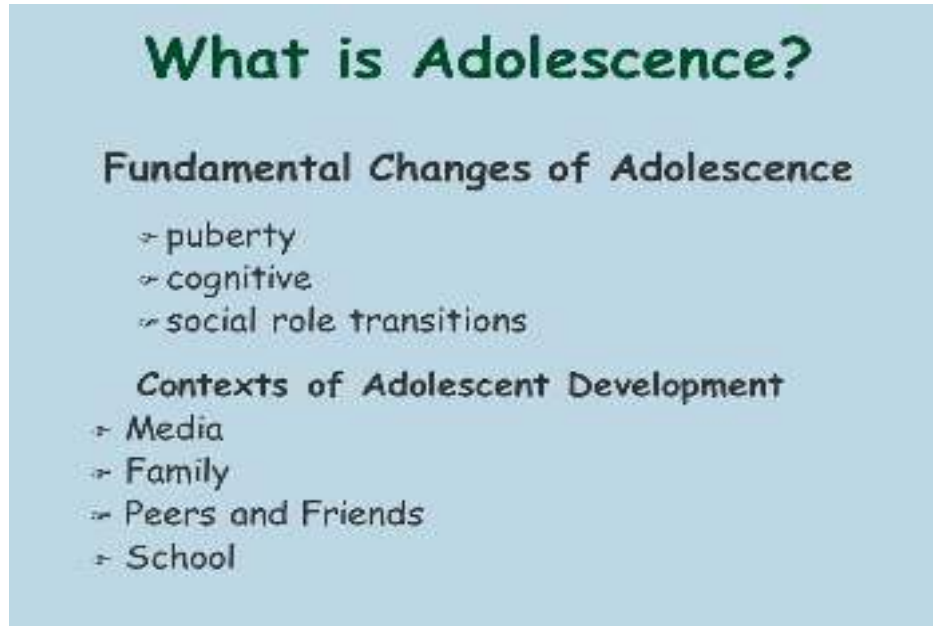 What is Adolescence?
Fundamental Changes of Adolescence
puberty
cognitive
social role transitions
Contexts of Adolescent Development
Media
Family
Peers and Friends
School